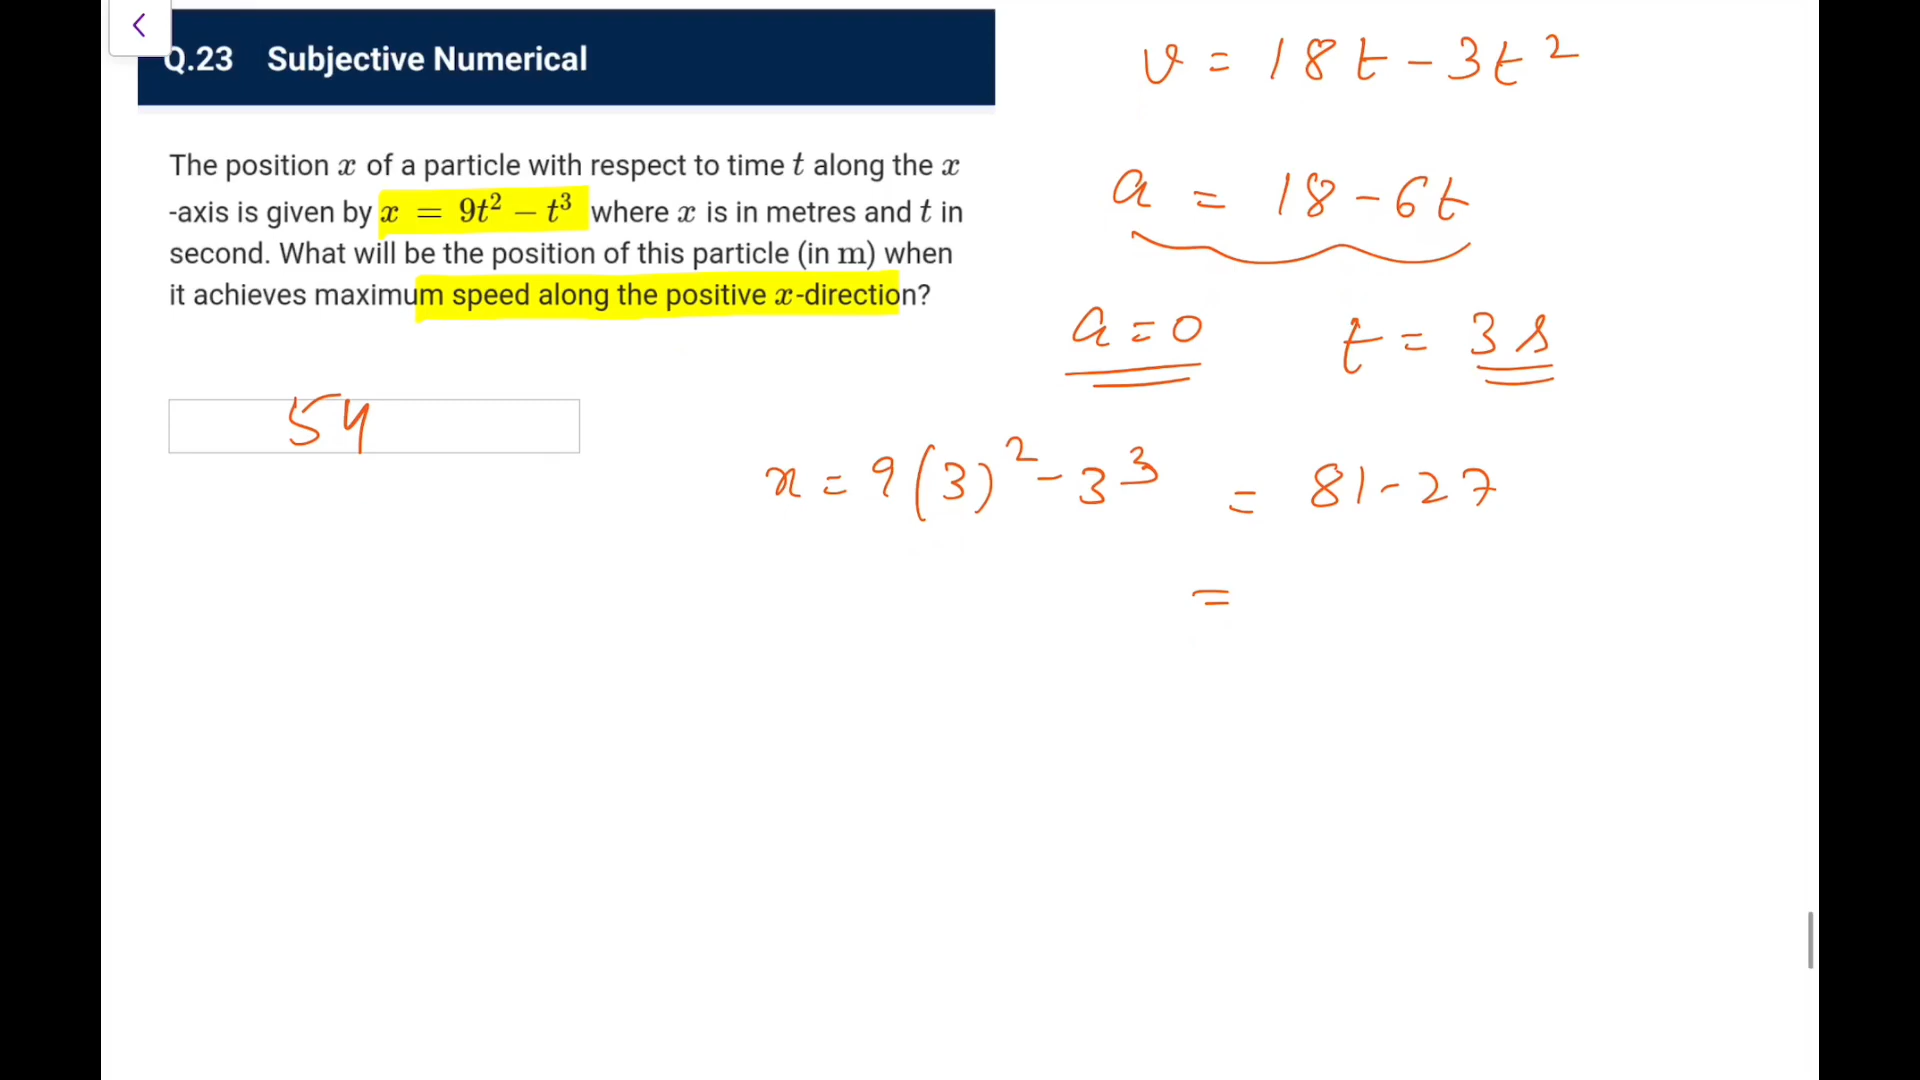 Q.23 Subjective Numerical
The position x of a particle with respect to time t along the x
-axis is given by x = 9t² − t³ where x is in metres and t in
second. What will be the position of this particle (in m) when
it achieves maximum speed along the positive x-direction?
54
v = 18t - 3t²
a = 18 - 6t
a = 0 t = 3 s
x = 9(3)² - 3³ = 81 - 27
=